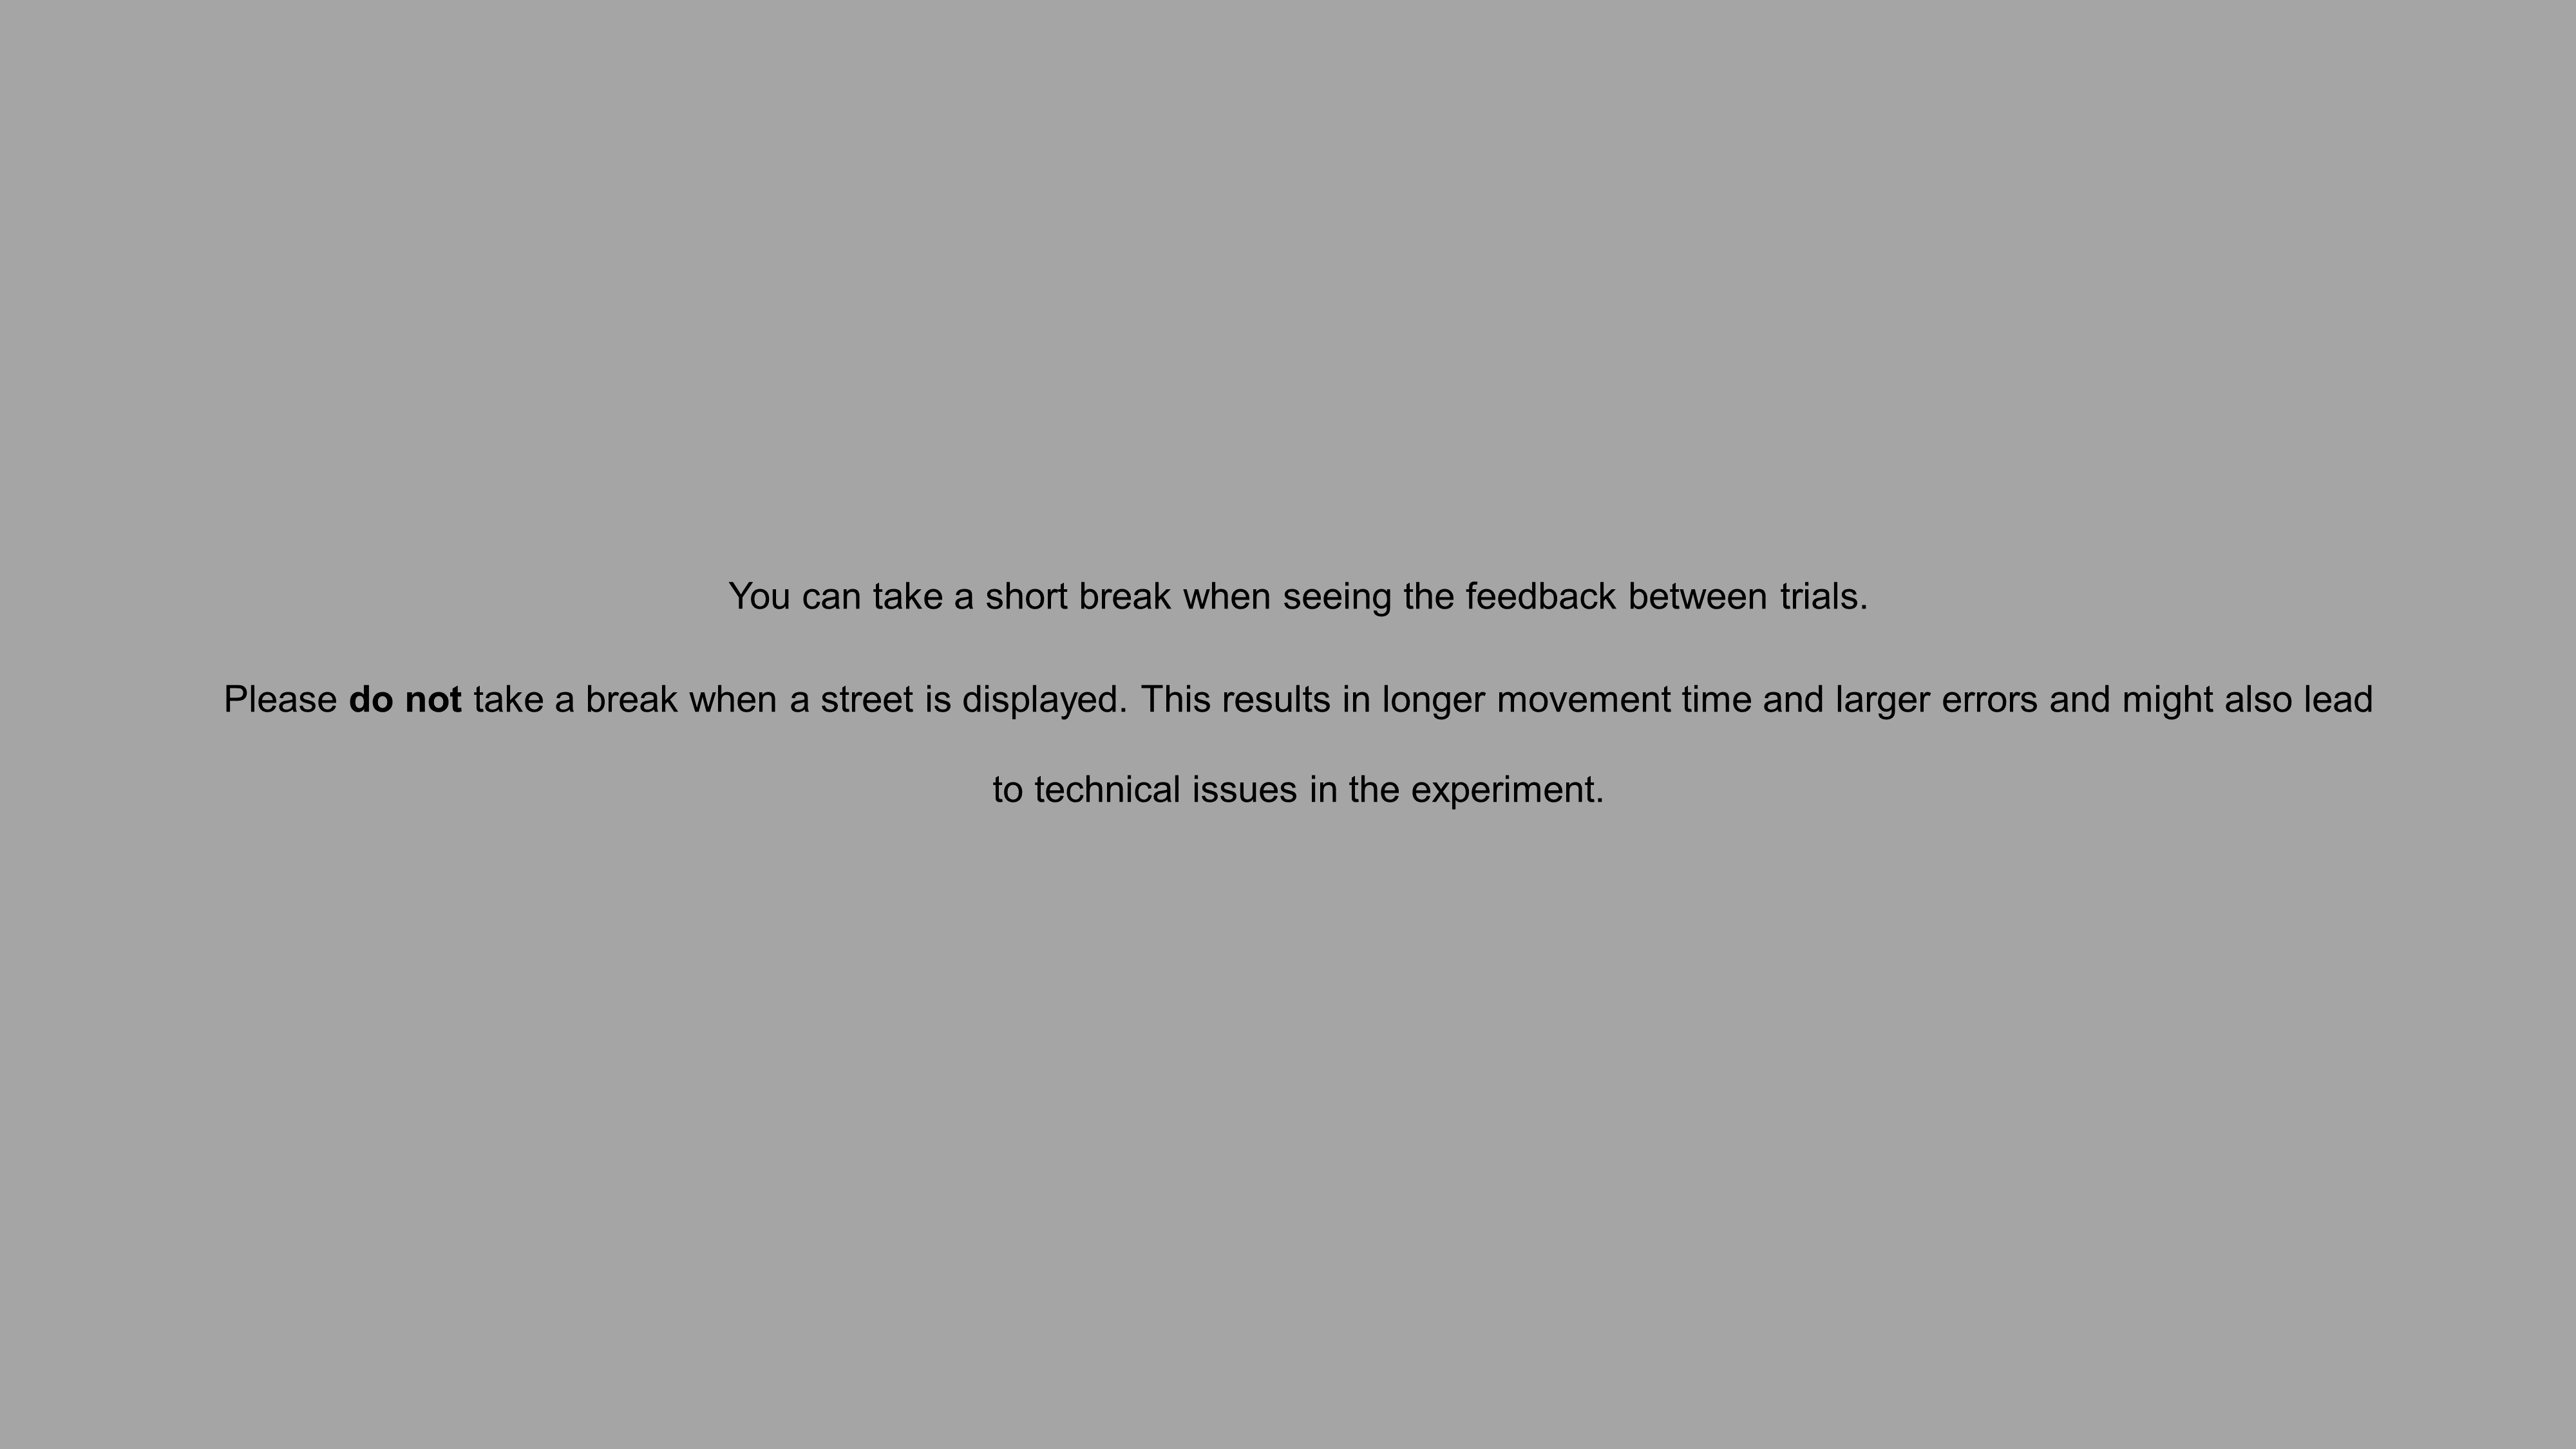 You can take a short break when seeing the feedback between trials.
Please do not take a break when a street is displayed. This results in longer movement time and larger errors and might also lead
to technical issues in the experiment.